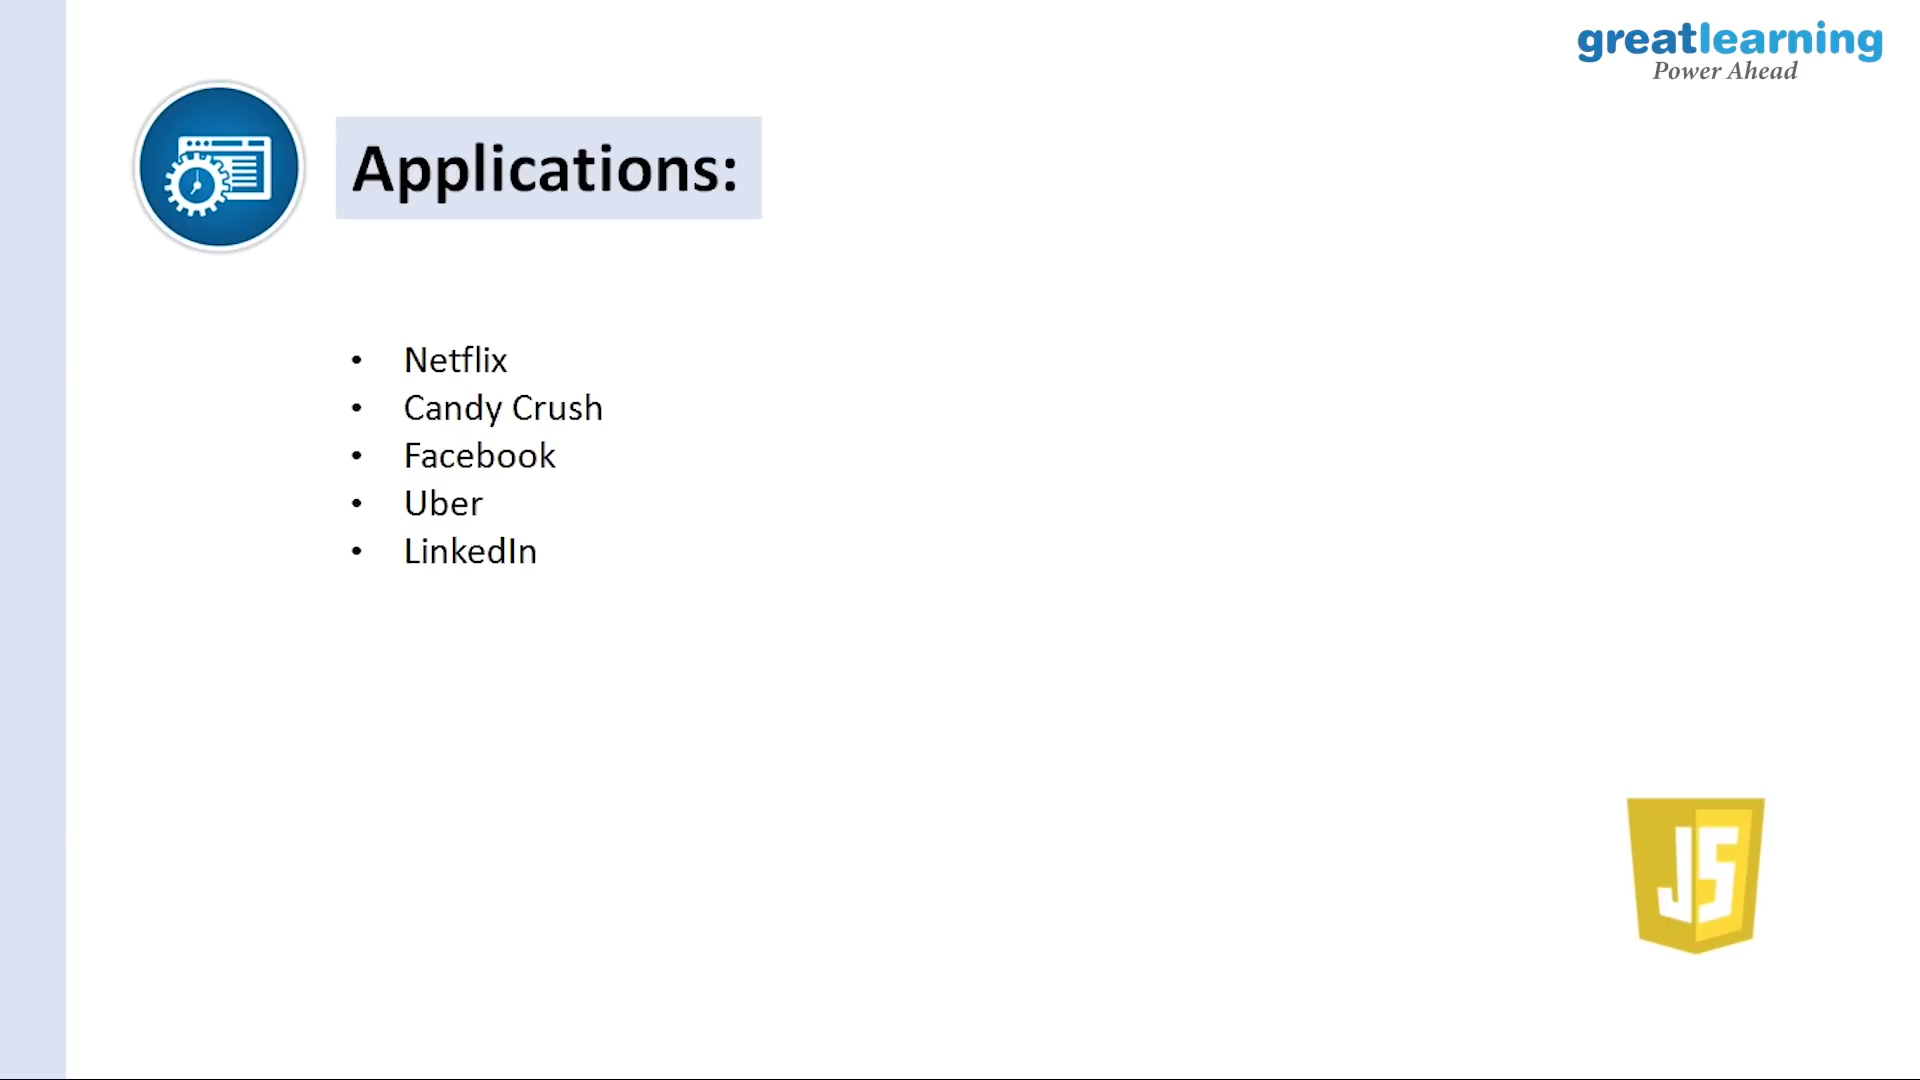 greatlearning
Power Ahead
Applications:
• Netflix
• Candy Crush
• Facebook
• Uber
• LinkedIn
JS